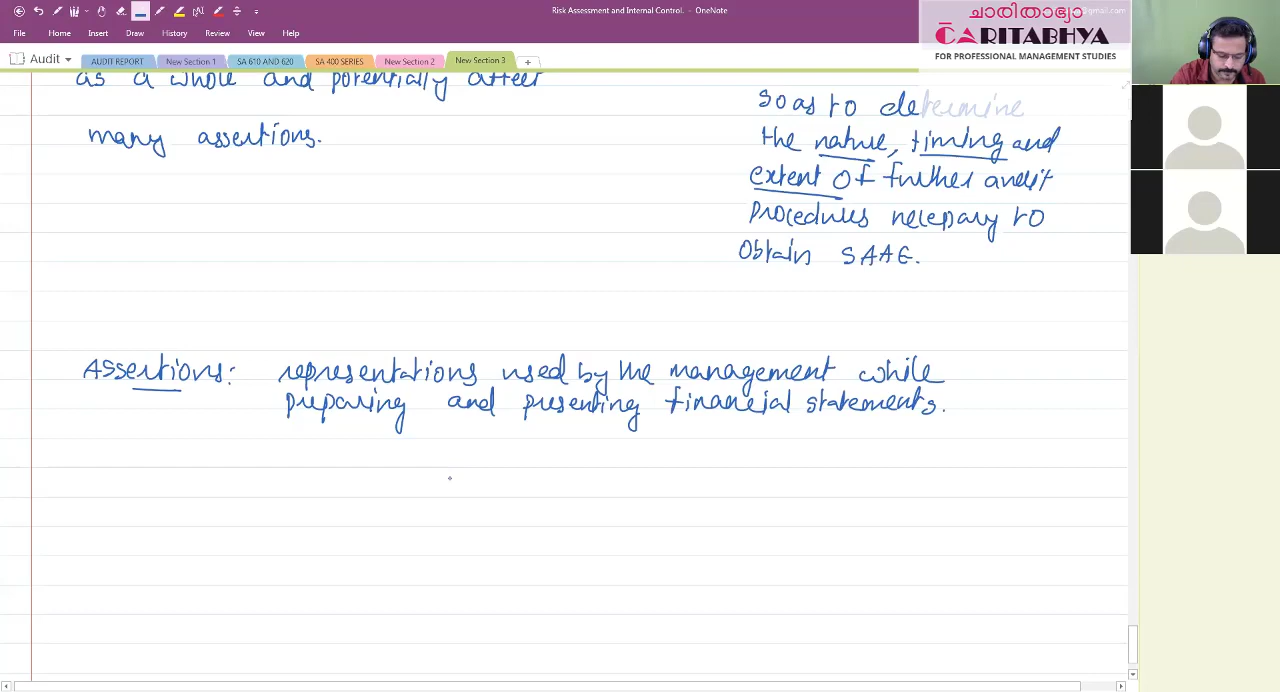 Risk Assessment and Internal Control. - OneNote
@gmail.com
File Home Insert Draw History Review View Help
ചാരിതാഭ്യാ
CARITABHYA
FOR PROFESSIONAL MANAGEMENT STUDIES
Audit
AUDIT REPORT New Section 1 SA 610 AND 620 SA 400 SERIES New Section 2 New Section 3
as a whole and potentially affect
many assertions.
so as to determine
the nature, timing and
extent of further audit
procedures necessary to
obtain SAAE.
Assertions: representations used by the management while
preparing and presenting financial statements.